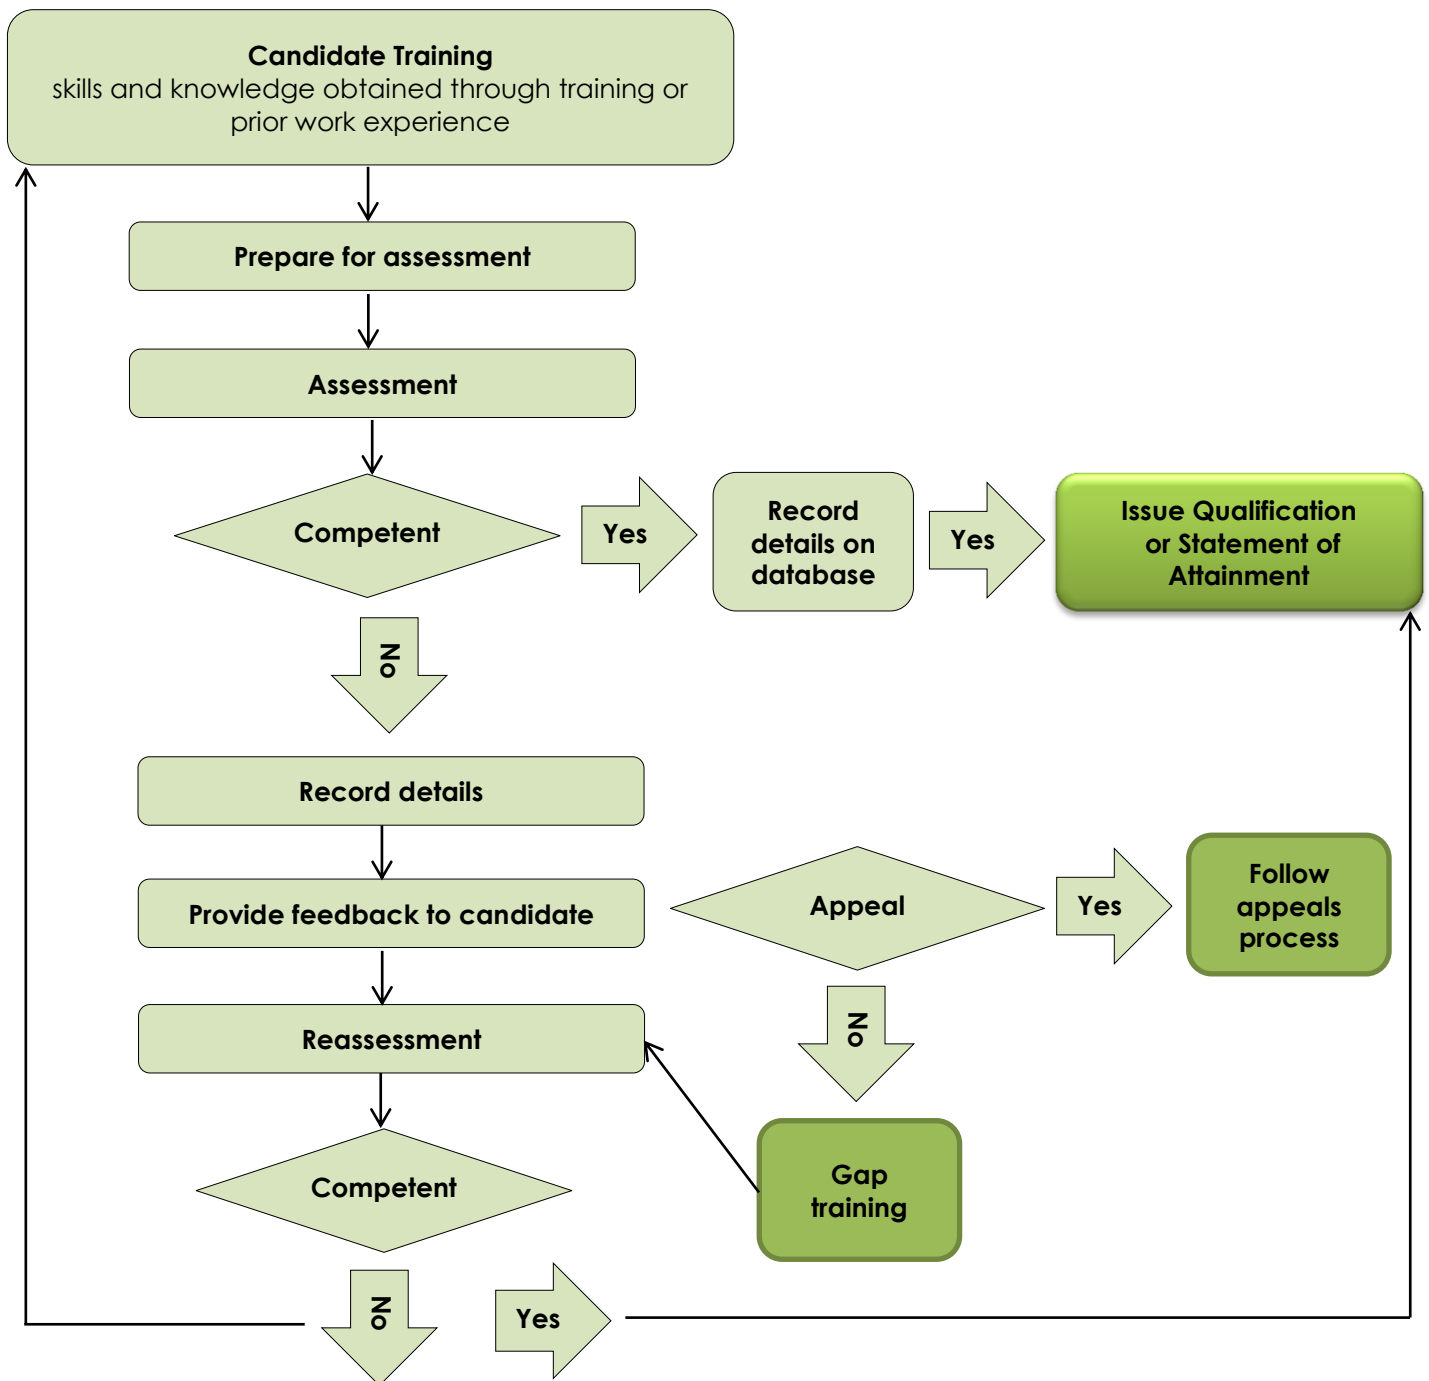 Candidate Training
skills and knowledge obtained through training or
prior work experience
Prepare for assessment
Assessment
Competent
Yes
Record
details on
database
Yes
Issue Qualification
or Statement of
Attainment
No
Record details
Provide feedback to candidate
Appeal
Yes
Follow
appeals
process
Reassessment
No
Competent
Gap
training
No
Yes